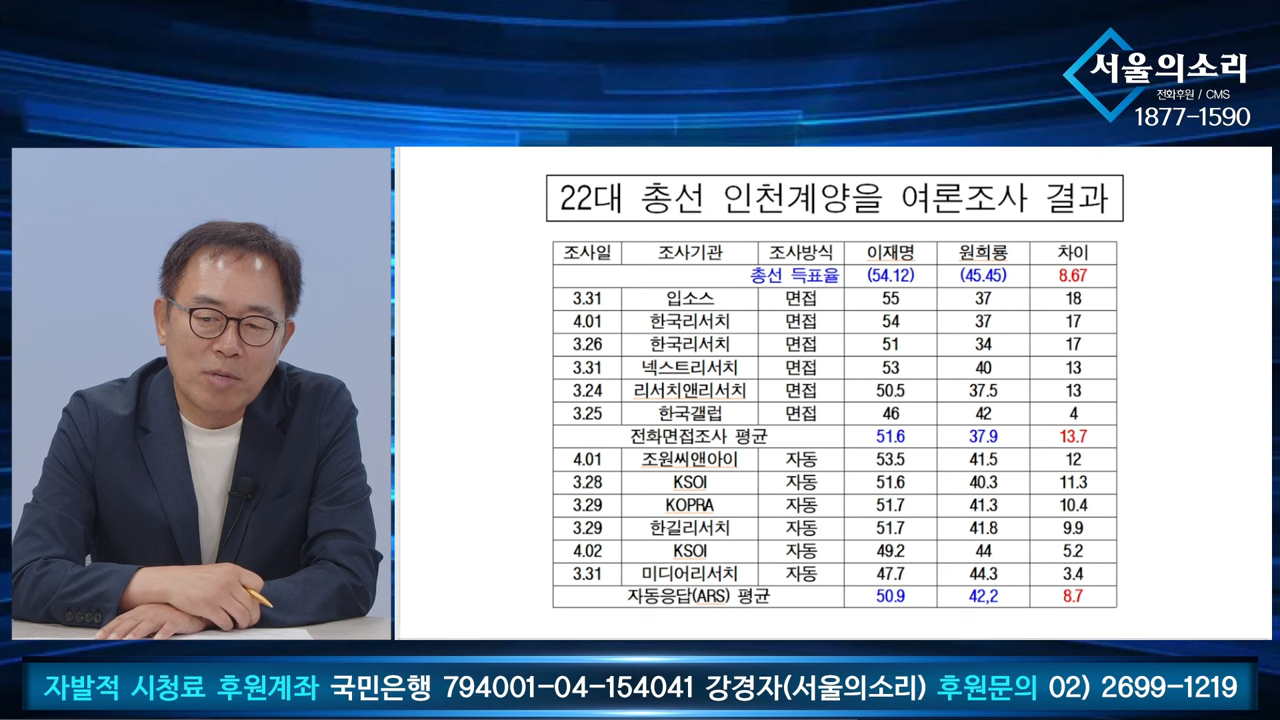 서울의소리
전화후원 / CMS
1877-1590
22대 총선 인천계양을 여론조사 결과
조사일 조사기관 조사방식 이재명 원희룡 차이
총선 득표율 (54.12) (45.45) 8.67
3.31 입소스 면접 55 37 18
4.01 한국리서치 면접 54 37 17
3.26 한국리서치 면접 51 34 17
3.31 넥스트리서치 면접 53 40 13
3.24 리서치앤리서치 면접 50.5 37.5 13
3.25 한국갤럽 면접 46 42 4
전화면접조사 평균 51.6 37.9 13.7
4.01 조원씨앤아이 자동 53.5 41.5 12
3.28 KSOI 자동 51.6 40.3 11.3
3.29 KOPRA 자동 51.7 41.3 10.4
3.29 한길리서치 자동 51.7 41.8 9.9
4.02 KSOI 자동 49.2 44 5.2
3.31 미디어리서치 자동 47.7 44.3 3.4
자동응답(ARS) 평균 50.9 42,2 8.7
자발적 시청료 후원계좌 국민은행 794001-04-154041 강경자(서울의소리) 후원문의 02) 2699-1219